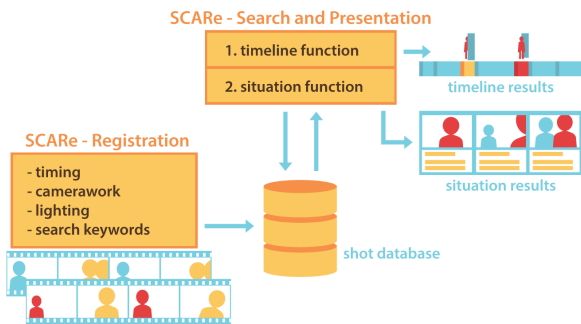 SCARe - Search and Presentation
1. timeline function
2. situation function
timeline results
situation results
SCARe - Registration
- timing
- camerawork
- lighting
- search keywords
shot database